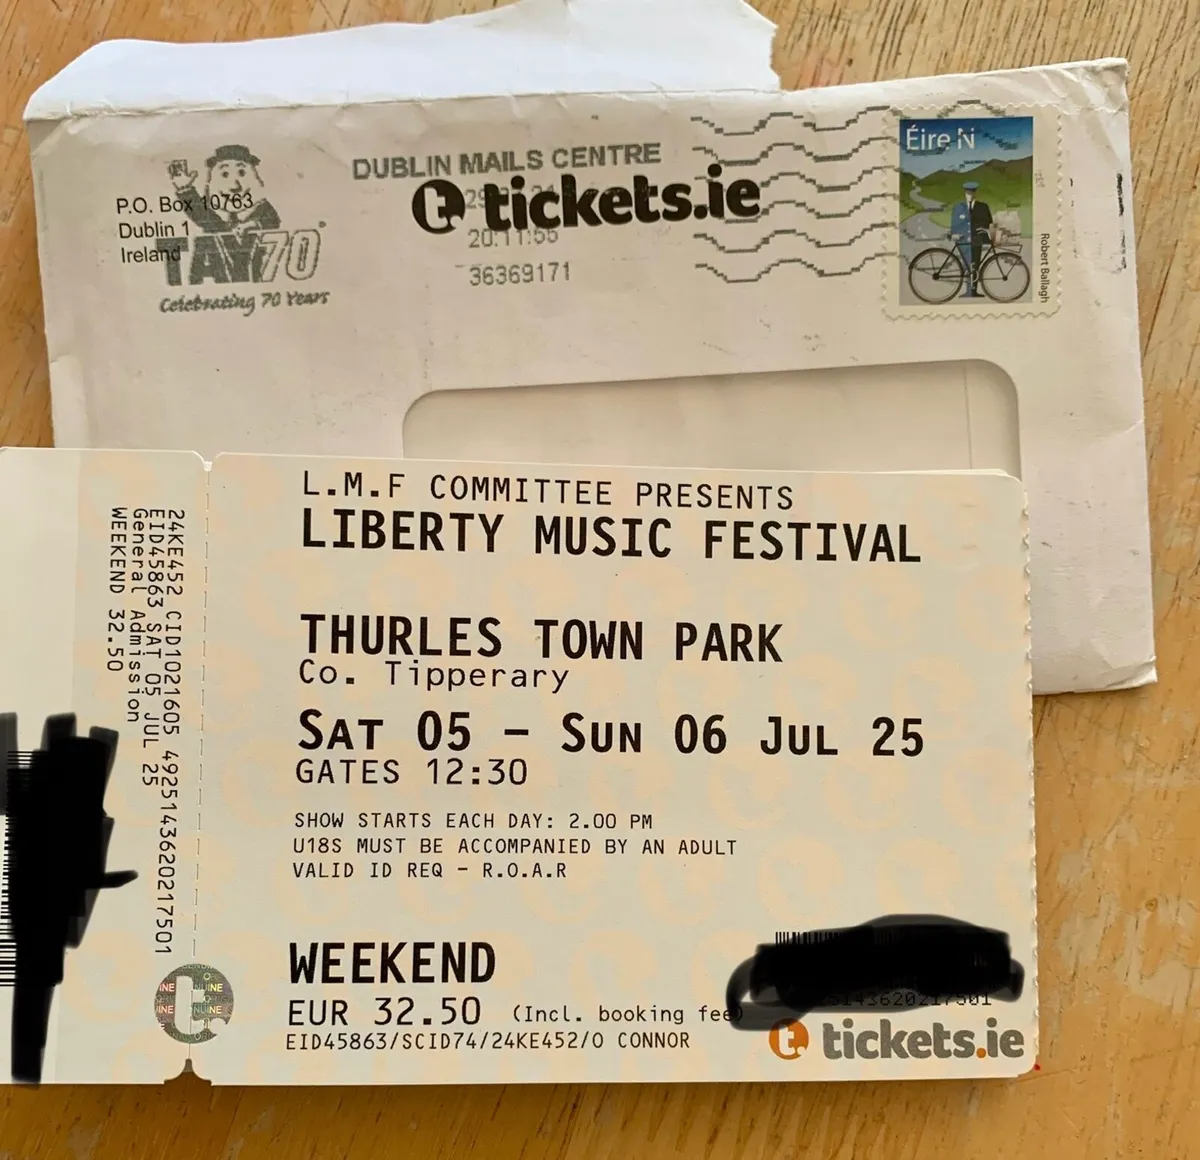 P.O. Box 10763
Dublin 1
Ireland
TAY70
Celebrating 70 Years
DUBLIN MAILS CENTRE
tickets.ie
20:11:55
36369171
Éire N
Robert Ballagh
L.M.F COMMITTEE PRESENTS
LIBERTY MUSIC FESTIVAL
THURLES TOWN PARK
Co. Tipperary
SAT 05 – SUN 06 JUL 25
GATES 12:30
SHOW STARTS EACH DAY: 2.00 PM
U18S MUST BE ACCOMPANIED BY AN ADULT
VALID ID REQ – R.O.A.R
WEEKEND
EUR 32.50 (Incl. booking fee)
EID45863/SCID74/24KE452/O CONNOR
tickets.ie
24KE452 CID1021605 4925143620217501
EID45863 SAT 05 JUL 25
General Admission
WEEKEND 32.50